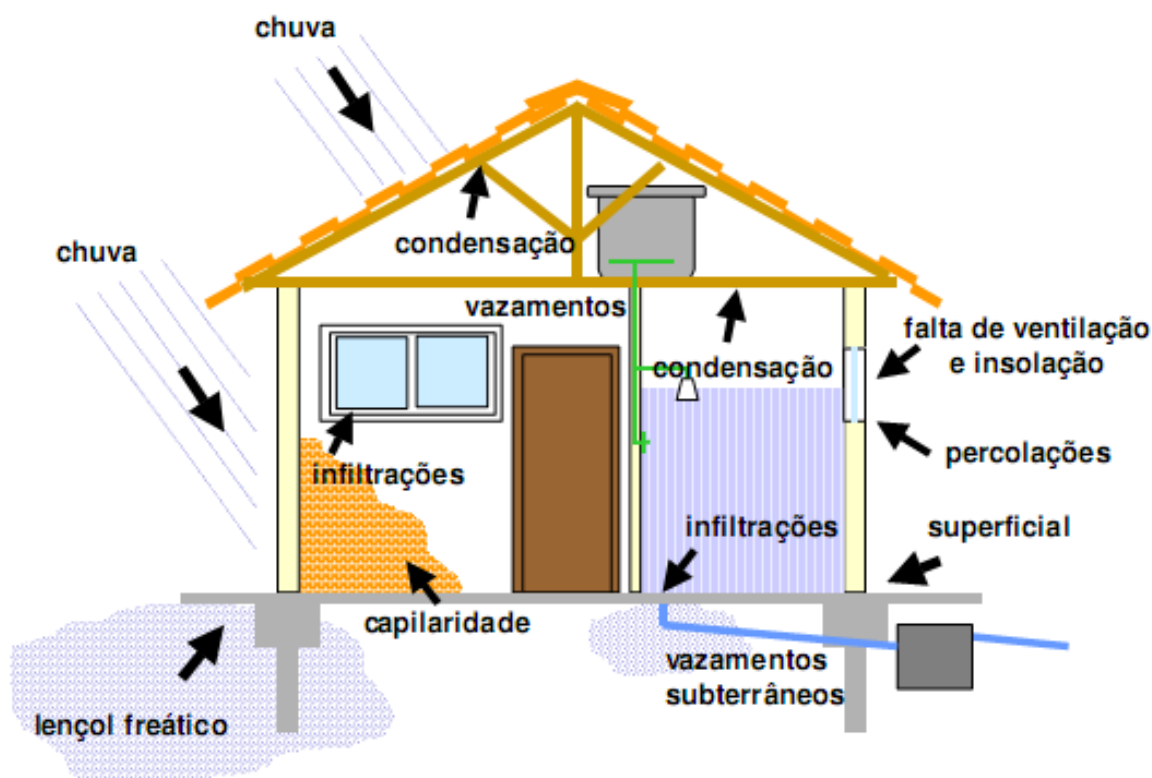 chuva
chuva
condensação
vazamentos
condensação
falta de ventilação
e insolação
percolações
infiltrações
infiltrações
superficial
capilaridade
vazamentos
subterrâneos
lençol freático